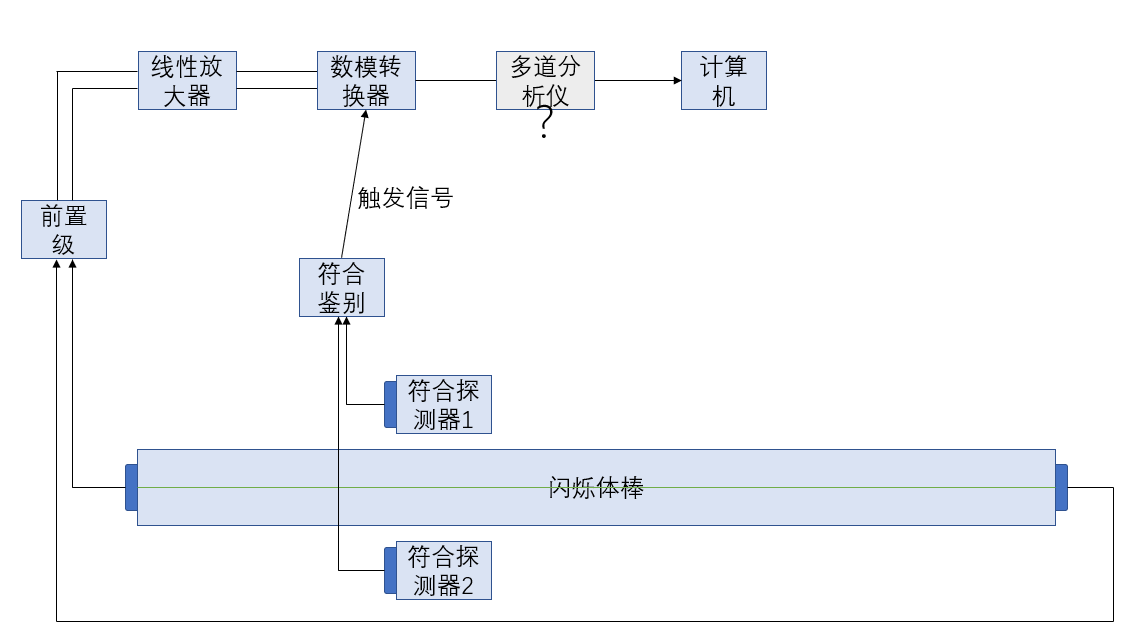 线性放
大器
数模转
换器
多道分
析仪
?
计算
机
触发信号
前置
级
符合
鉴别
符合探
测器1
闪烁体棒
符合探
测器2